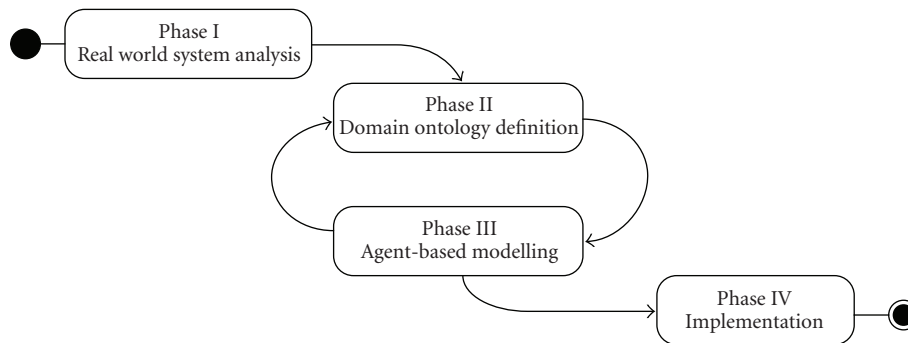 Phase I
Real world system analysis
Phase II
Domain ontology definition
Phase III
Agent-based modelling
Phase IV
Implementation